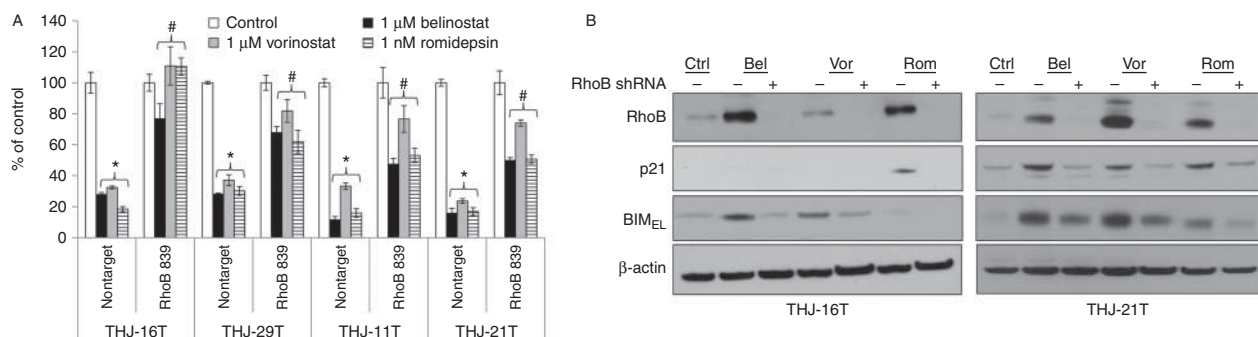 A
140
120
100
80
60
40
20
0
% of control
Control
1 μM belinostat
1 μM vorinostat
1 nM romidepsin
* # * # * # * #
Nontarget RhoB 839 Nontarget RhoB 839 Nontarget RhoB 839 Nontarget RhoB 839
THJ-16T THJ-29T THJ-11T THJ-21T
B
Ctrl Bel Vor Rom Ctrl Bel Vor Rom
RhoB shRNA – – + – + – + – – + – + – +
RhoB
p21
BIM_EL
β-actin
THJ-16T THJ-21T